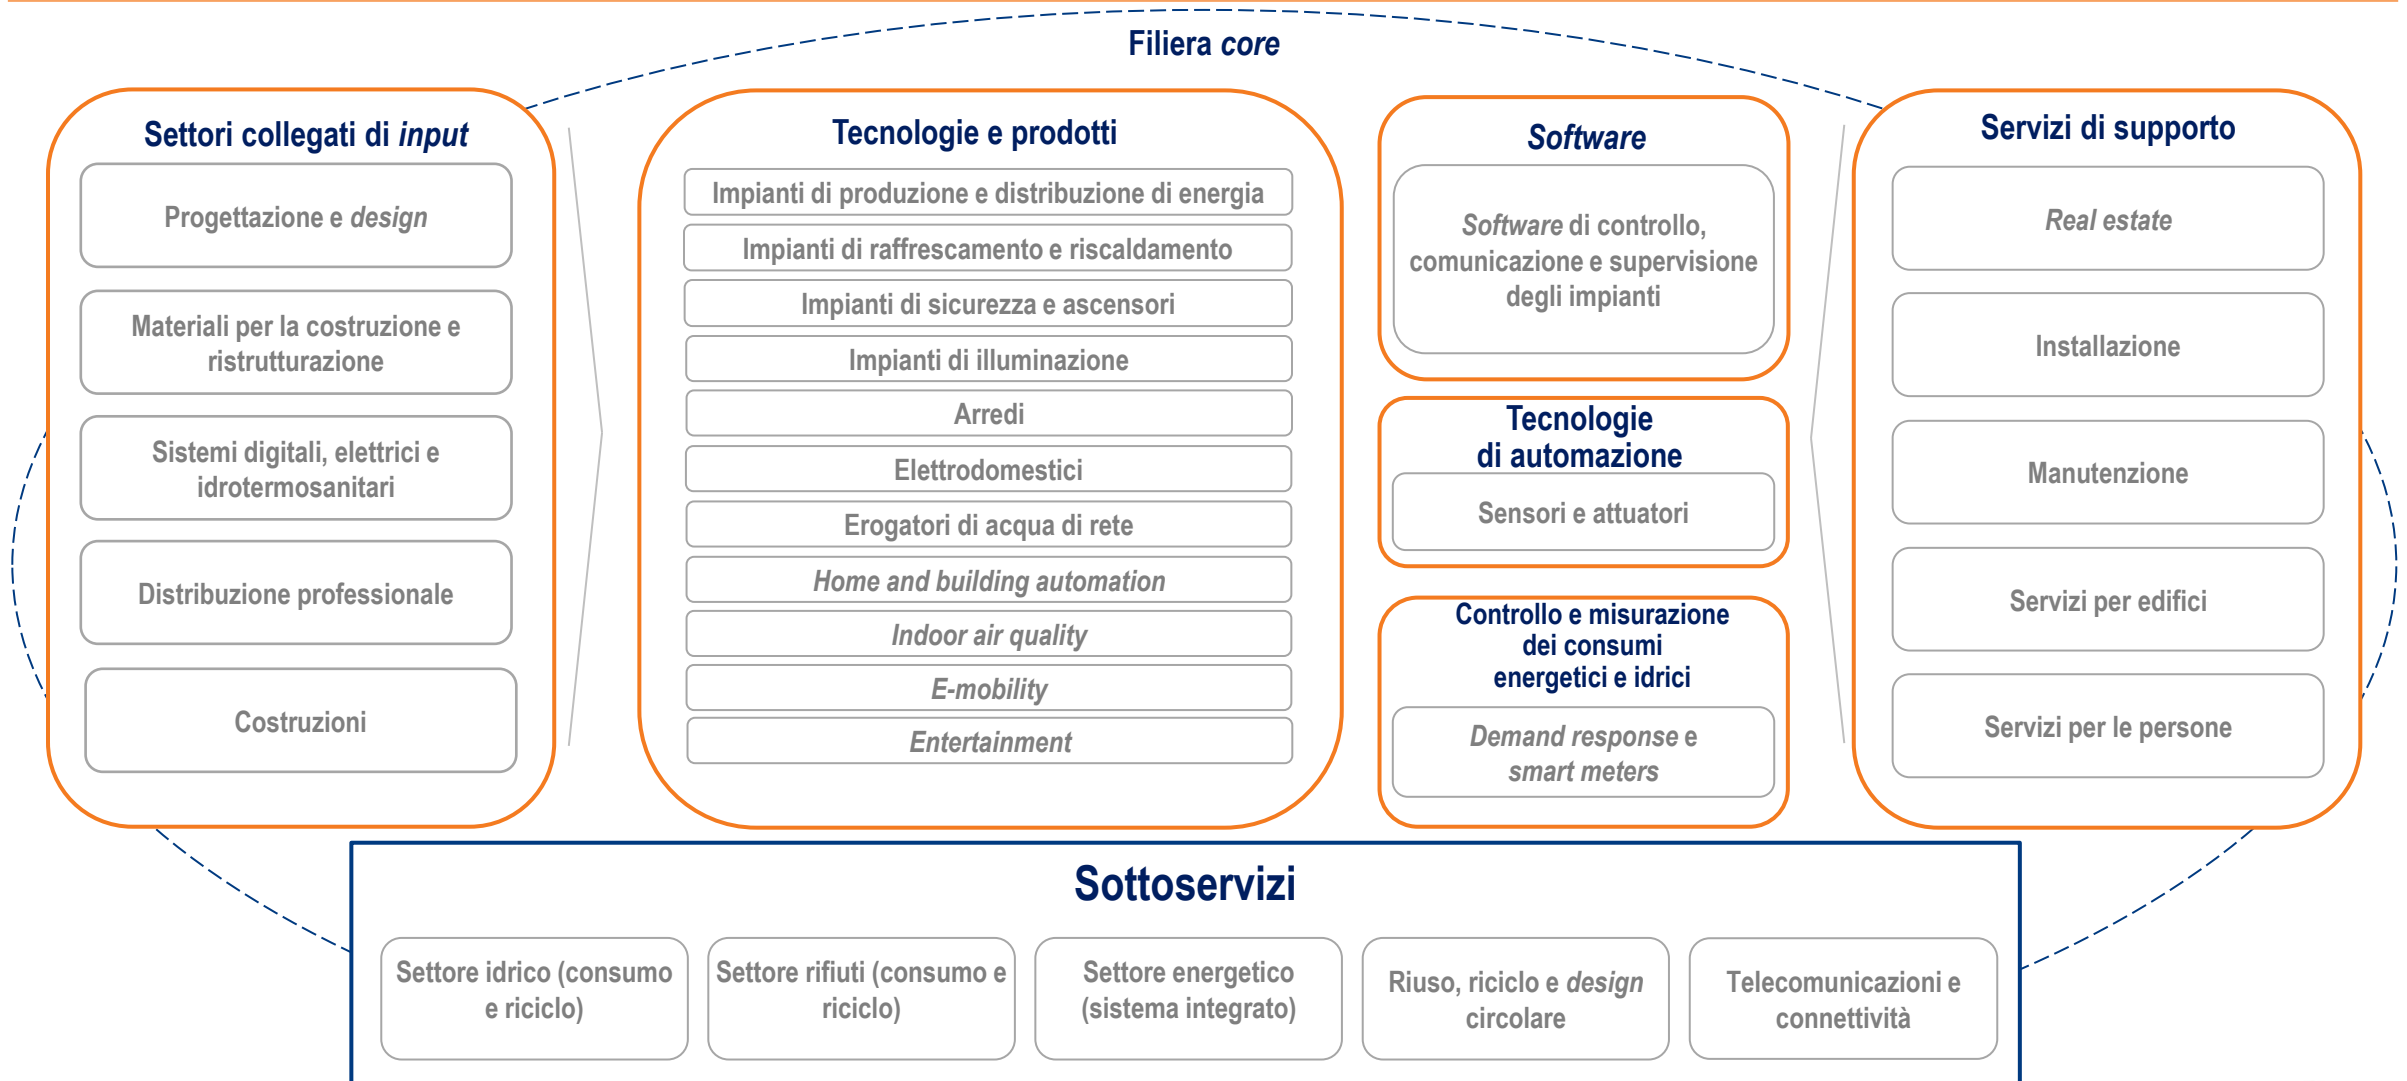 Filiera core
Settori collegati di input
Progettazione e design
Materiali per la costruzione e
ristrutturazione
Sistemi digitali, elettrici e
idrotermosanitari
Distribuzione professionale
Costruzioni
Tecnologie e prodotti
Impianti di produzione e distribuzione di energia
Impianti di raffrescamento e riscaldamento
Impianti di sicurezza e ascensori
Impianti di illuminazione
Arredi
Elettrodomestici
Erogatori di acqua di rete
Home and building automation
Indoor air quality
E-mobility
Entertainment
Software
Software di controllo,
comunicazione e supervisione
degli impianti
Tecnologie
di automazione
Sensori e attuatori
Controllo e misurazione
dei consumi
energetici e idrici
Demand response e
smart meters
Servizi di supporto
Real estate
Installazione
Manutenzione
Servizi per edifici
Servizi per le persone
Sottoservizi
Settore idrico (consumo
e riciclo)
Settore rifiuti (consumo e
riciclo)
Settore energetico
(sistema integrato)
Riuso, riciclo e design
circolare
Telecomunicazioni e
connettività